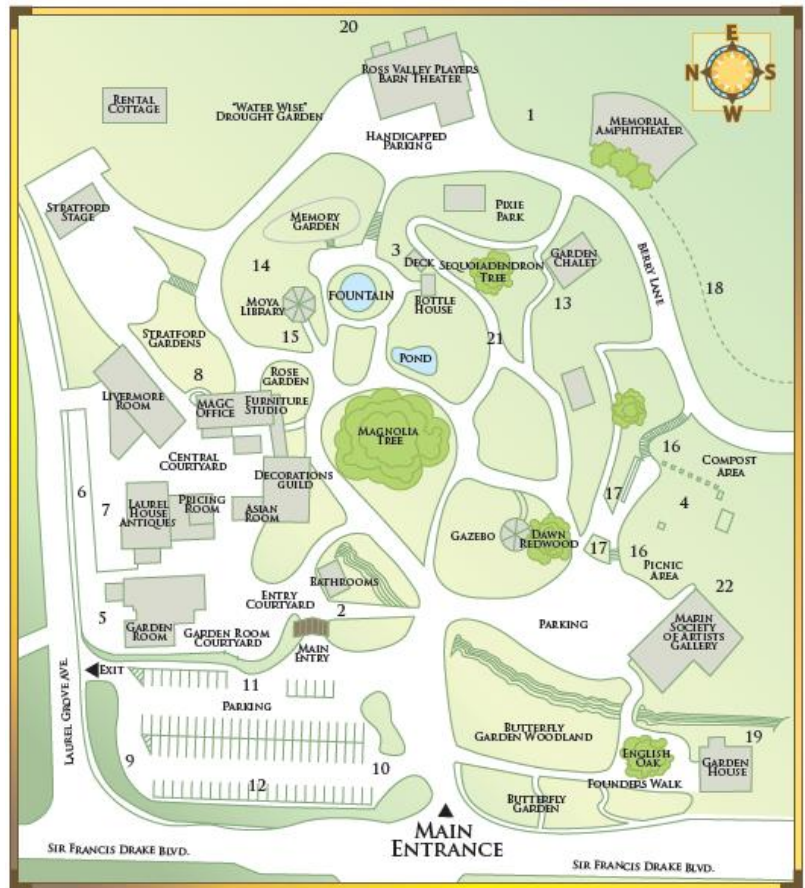 20
E
N
S
W
ROSS VALLEY PLAYERS
BARN THEATER
RENTAL
COTTAGE
"WATER WISE"
DROUGHT GARDEN
1
MEMORIAL
AMPHITHEATER
HANDICAPPED
PARKING
STRATFORD
STAGE
MEMORY
GARDEN
PIXIE
PARK
3
DECK
SEQUOIADENDRON
TREE
GARDEN
CHALET
BERRY LANE
14
MOYA
LIBRARY
FOUNTAIN
BOTTLE
HOUSE
13
18
15
21
STRATFORD
GARDENS
POND
8
ROSE
GARDEN
LIVERMORE
ROOM
MAGC
OFFICE
FURNITURE
STUDIO
MAGNOLIA
TREE
CENTRAL
COURTYARD
16
COMPOST
AREA
DECORATIONS
GUILD
6
7
LAUREL
HOUSE
ANTIQUES
PRICING
ROOM
ASIAN
ROOM
17
4
GAZEBO
DAWN
REDWOOD
17
16
PICNIC
AREA
BATHROOMS
22
ENTRY
COURTYARD
2
5
GARDEN
ROOM
GARDEN ROOM
COURTYARD
MAIN
ENTRY
PARKING
MARIN
SOCIETY
OF ARTISTS
GALLERY
EXIT
11
PARKING
LAUREL GROVE AVE.
BUTTERFLY
GARDEN WOODLAND
19
9
10
12
ENGLISH
OAK
GARDEN
HOUSE
FOUNDERS WALK
BUTTERFLY
GARDEN
MAIN
ENTRANCE
SIR FRANCIS DRAKE BLVD.
SIR FRANCIS DRAKE BLVD.